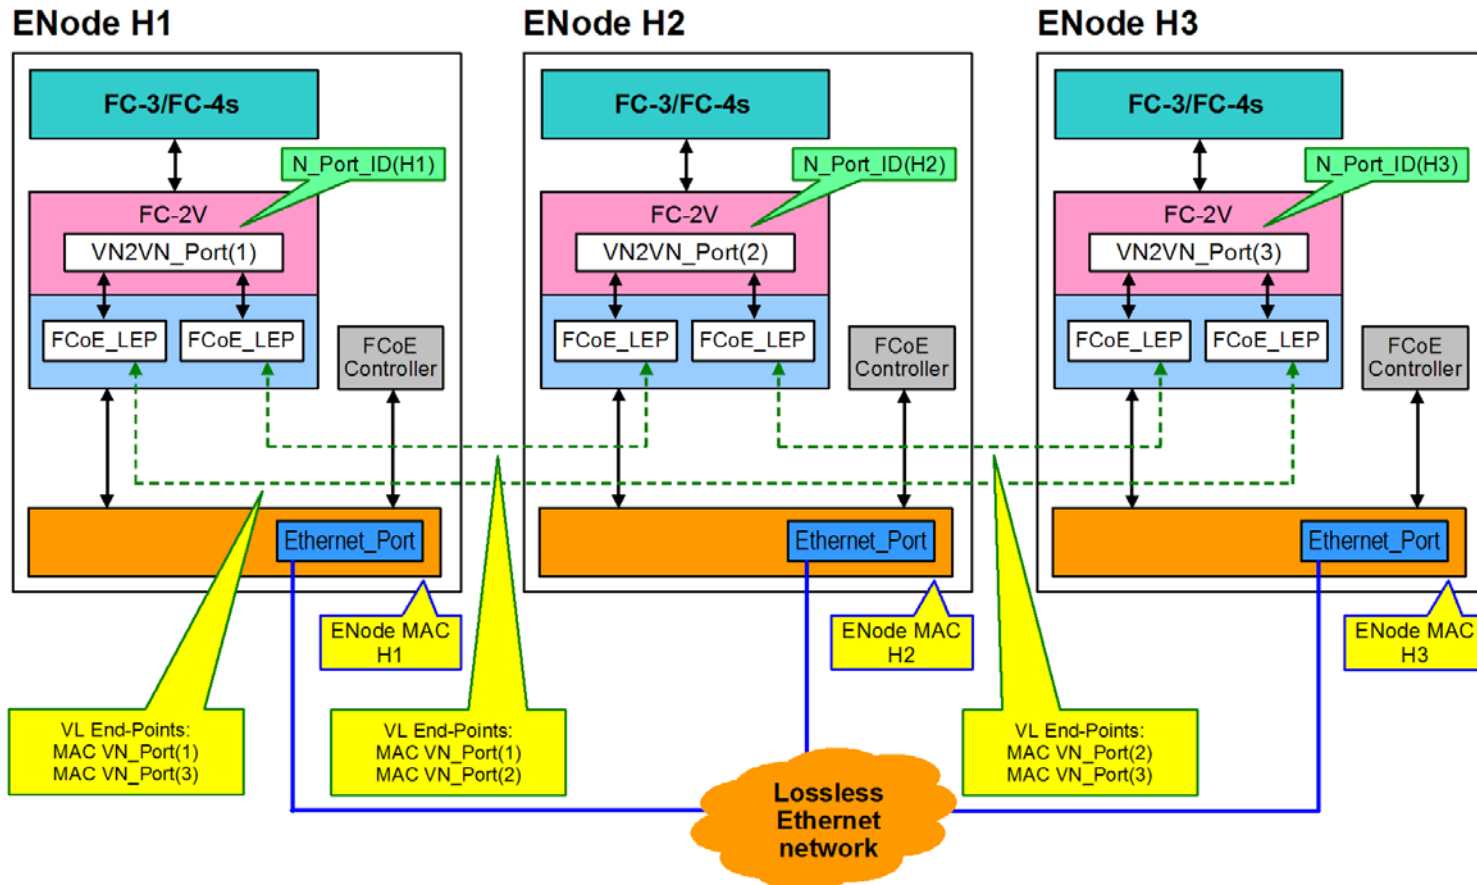 ENode H1
ENode H2
ENode H3
FC-3/FC-4s
FC-3/FC-4s
FC-3/FC-4s
N_Port_ID(H1)
N_Port_ID(H2)
N_Port_ID(H3)
FC-2V
FC-2V
FC-2V
VN2VN_Port(1)
VN2VN_Port(2)
VN2VN_Port(3)
FCoE_LEP
FCoE_LEP
FCoE
Controller
FCoE_LEP
FCoE_LEP
FCoE
Controller
FCoE_LEP
FCoE_LEP
FCoE
Controller
Ethernet_Port
Ethernet_Port
Ethernet_Port
ENode MAC
H1
ENode MAC
H2
ENode MAC
H3
VL End-Points:
MAC VN_Port(1)
MAC VN_Port(3)
VL End-Points:
MAC VN_Port(1)
MAC VN_Port(2)
VL End-Points:
MAC VN_Port(2)
MAC VN_Port(3)
Lossless
Ethernet
network